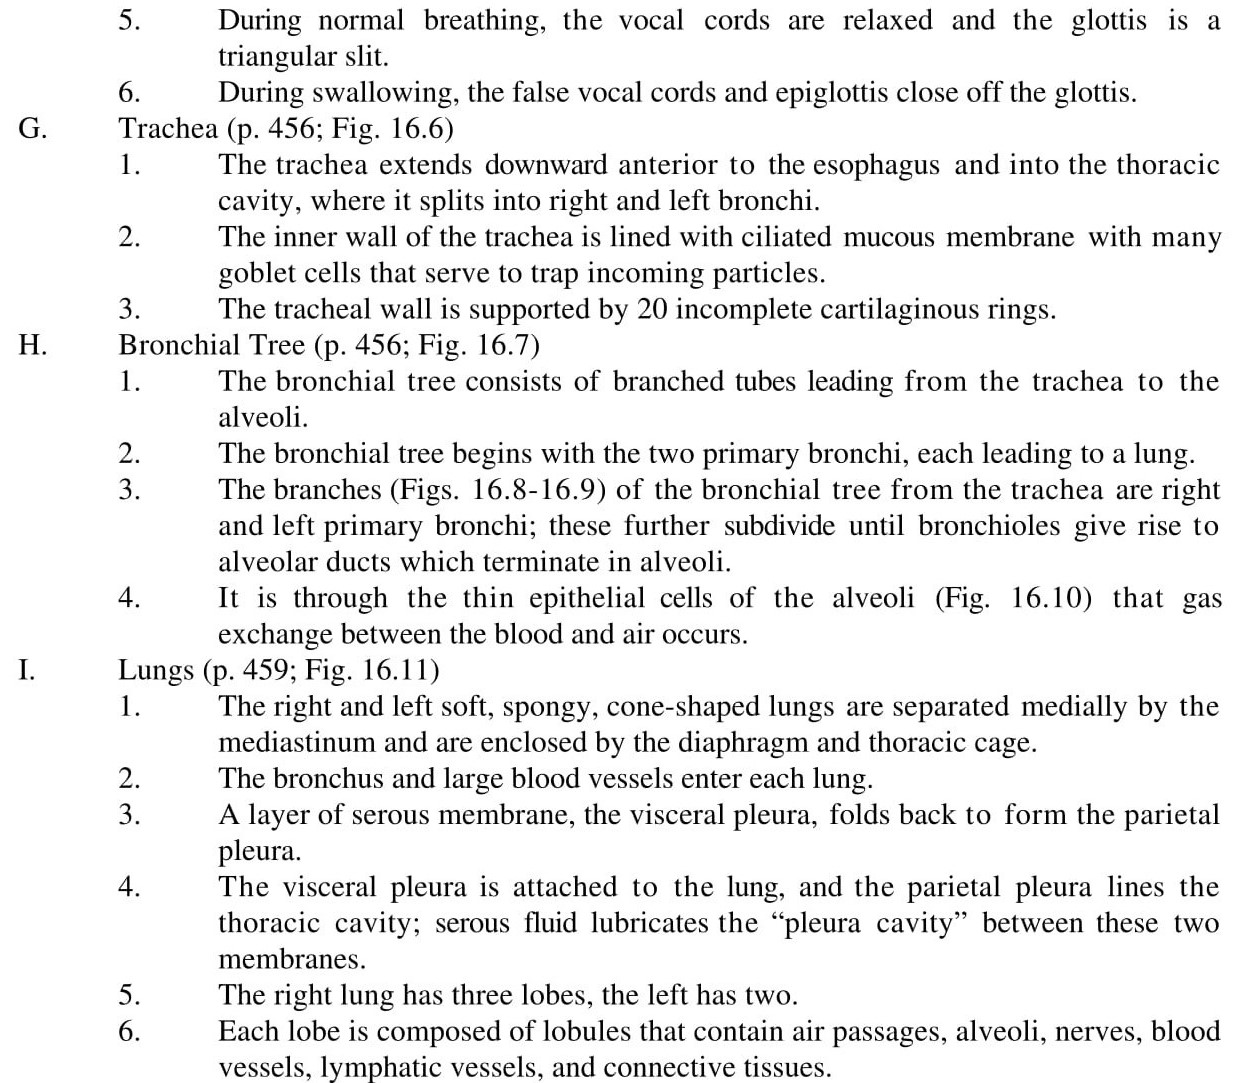 5. During normal breathing, the vocal cords are relaxed and the glottis is a
triangular slit.
6. During swallowing, the false vocal cords and epiglottis close off the glottis.
G. Trachea (p. 456; Fig. 16.6)
1. The trachea extends downward anterior to the esophagus and into the thoracic
cavity, where it splits into right and left bronchi.
2. The inner wall of the trachea is lined with ciliated mucous membrane with many
goblet cells that serve to trap incoming particles.
3. The tracheal wall is supported by 20 incomplete cartilaginous rings.
H. Bronchial Tree (p. 456; Fig. 16.7)
1. The bronchial tree consists of branched tubes leading from the trachea to the
alveoli.
2. The bronchial tree begins with the two primary bronchi, each leading to a lung.
3. The branches (Figs. 16.8-16.9) of the bronchial tree from the trachea are right
and left primary bronchi; these further subdivide until bronchioles give rise to
alveolar ducts which terminate in alveoli.
4. It is through the thin epithelial cells of the alveoli (Fig. 16.10) that gas
exchange between the blood and air occurs.
I. Lungs (p. 459; Fig. 16.11)
1. The right and left soft, spongy, cone-shaped lungs are separated medially by the
mediastinum and are enclosed by the diaphragm and thoracic cage.
2. The bronchus and large blood vessels enter each lung.
3. A layer of serous membrane, the visceral pleura, folds back to form the parietal
pleura.
4. The visceral pleura is attached to the lung, and the parietal pleura lines the
thoracic cavity; serous fluid lubricates the “pleura cavity” between these two
membranes.
5. The right lung has three lobes, the left has two.
6. Each lobe is composed of lobules that contain air passages, alveoli, nerves, blood
vessels, lymphatic vessels, and connective tissues.